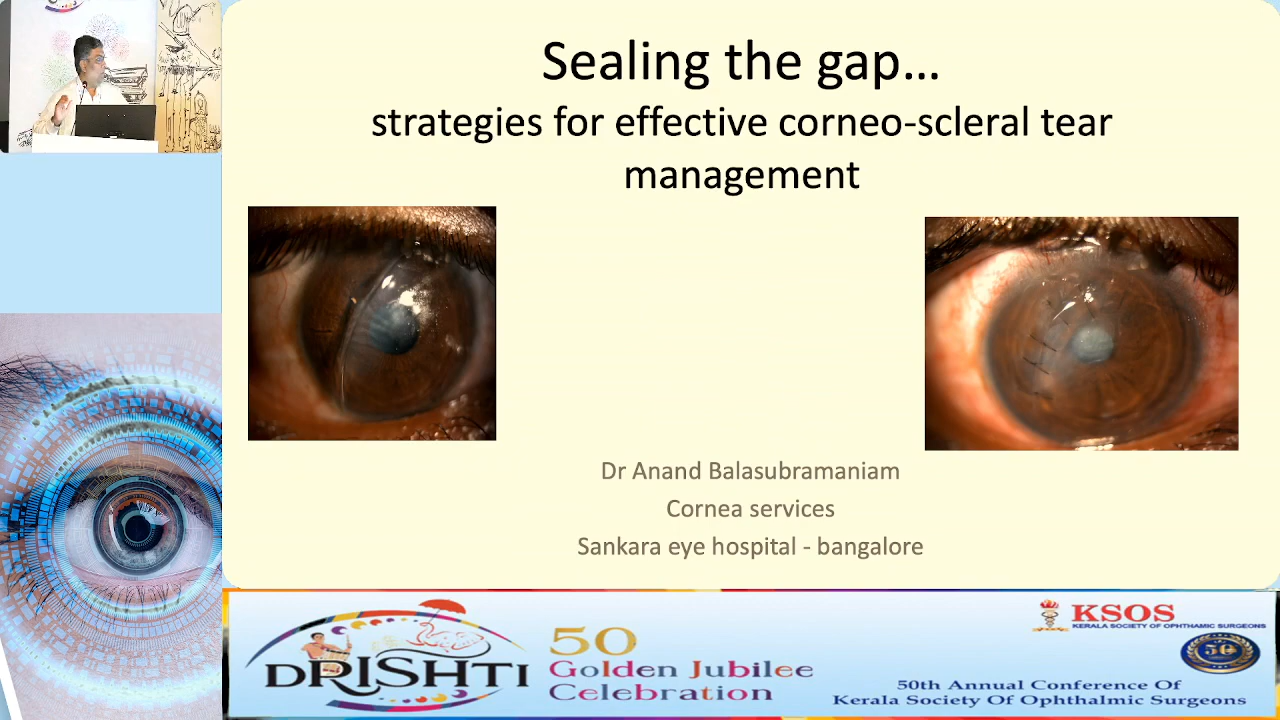 Sealing the gap...
strategies for effective corneo-scleral tear
management
Dr Anand Balasubramaniam
Cornea services
Sankara eye hospital - bangalore
DRISHTI
50
Golden Jubilee
Celebration
KSOS
KERALA SOCIETY OF OPHTHAMIC SURGEONS
50
50th Annual Conference Of
Kerala Society Of Ophthalmic Surgeons